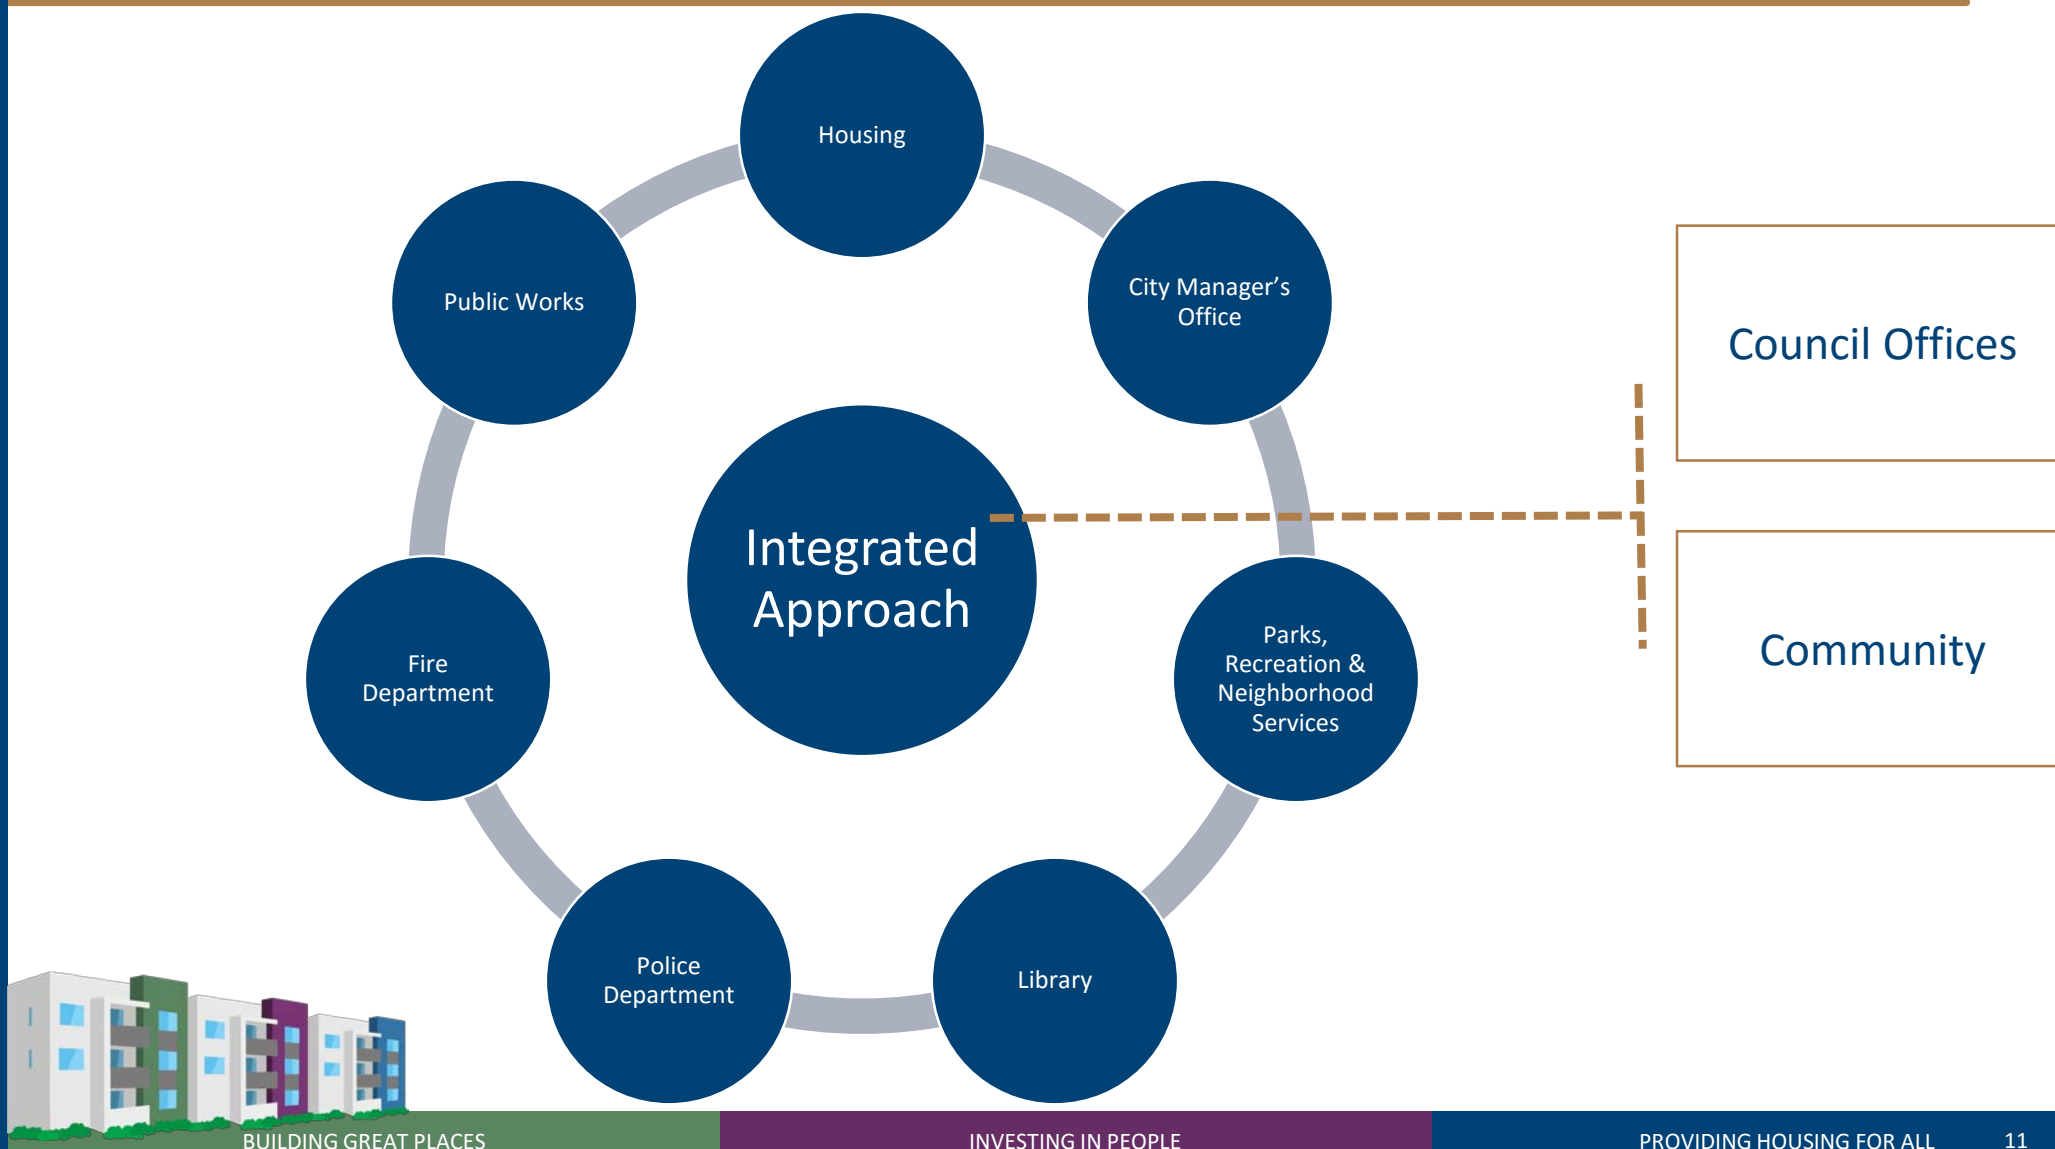 Housing
City Manager’s
Office
Public Works
Council Offices
Integrated
Approach
Parks,
Recreation &
Neighborhood
Services
Community
Fire
Department
Police
Department
Library
BUILDING GREAT PLACES
INVESTING IN PEOPLE
PROVIDING HOUSING FOR ALL
11